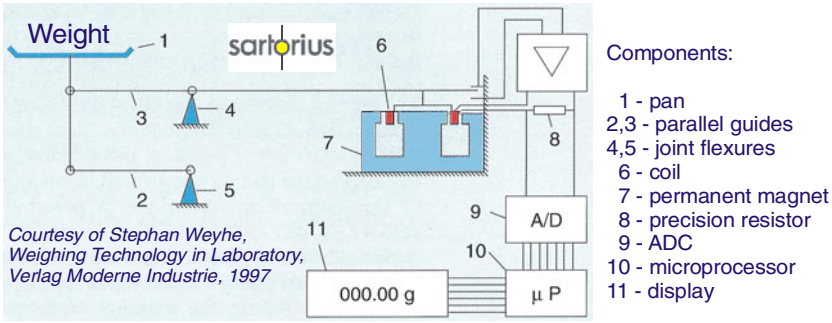 Weight
1
sartorius
6
3
4
7
8
2
5
9
A/D
Courtesy of Stephan Weyhe,
Weighing Technology in Laboratory,
Verlag Moderne Industrie, 1997
11
10
000.00 g
μ P
Components:
1 - pan
2,3 - parallel guides
4,5 - joint flexures
6 - coil
7 - permanent magnet
8 - precision resistor
9 - ADC
10 - microprocessor
11 - display